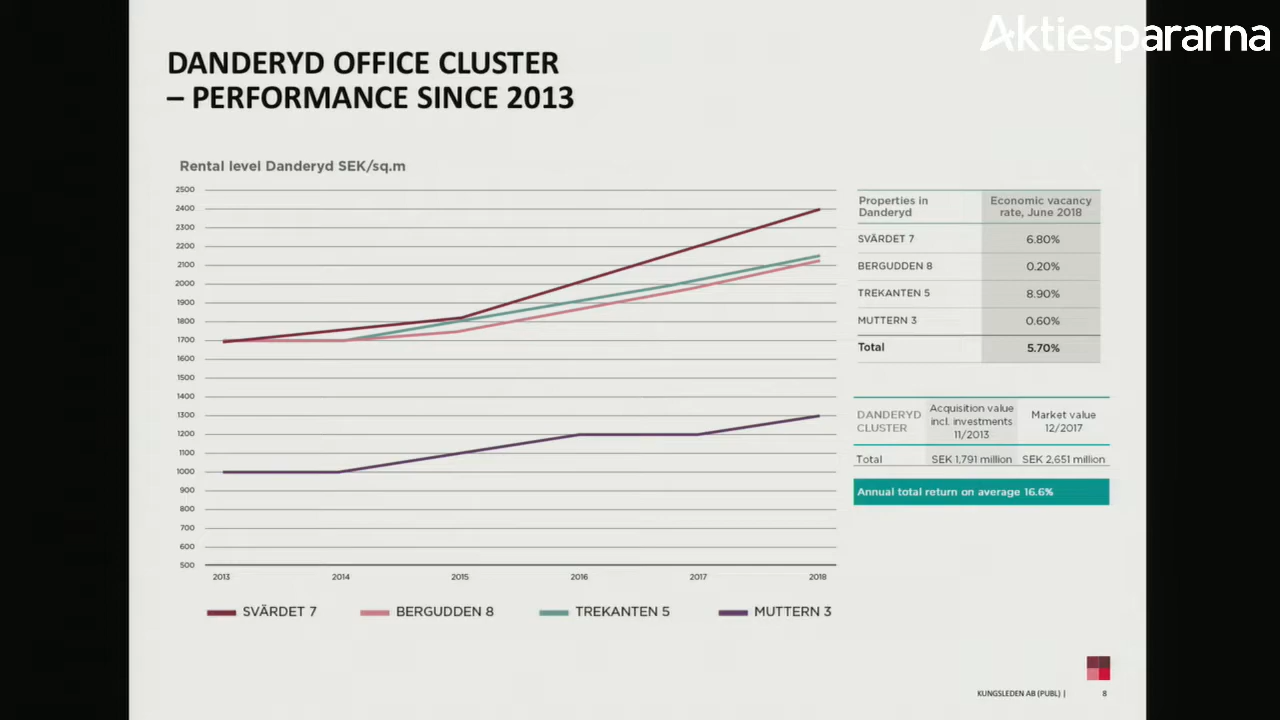 Aktiespararna
DANDERYD OFFICE CLUSTER
– PERFORMANCE SINCE 2013
Rental level Danderyd SEK/sq.m
2500
2400
2300
2200
2100
2000
1900
1800
1700
1600
1500
1400
1300
1200
1100
1000
900
800
700
600
500
2013 2014 2015 2016 2017 2018
SVÄRDET 7 BERGUDDEN 8 TREKANTEN 5 MUTTERN 3
Properties in Economic vacancy
Danderyd rate, June 2018
SVÄRDET 7 6.80%
BERGUDDEN 8 0.20%
TREKANTEN 5 8.90%
MUTTERN 3 0.60%
Total 5.70%
DANDERYD Acquisition value Market value
CLUSTER incl. investments 12/2017
11/2013
Total SEK 1,791 million SEK 2,651 million
Annual total return on average 16.6%
KUNGSLEDEN AB (PUBL) | 8